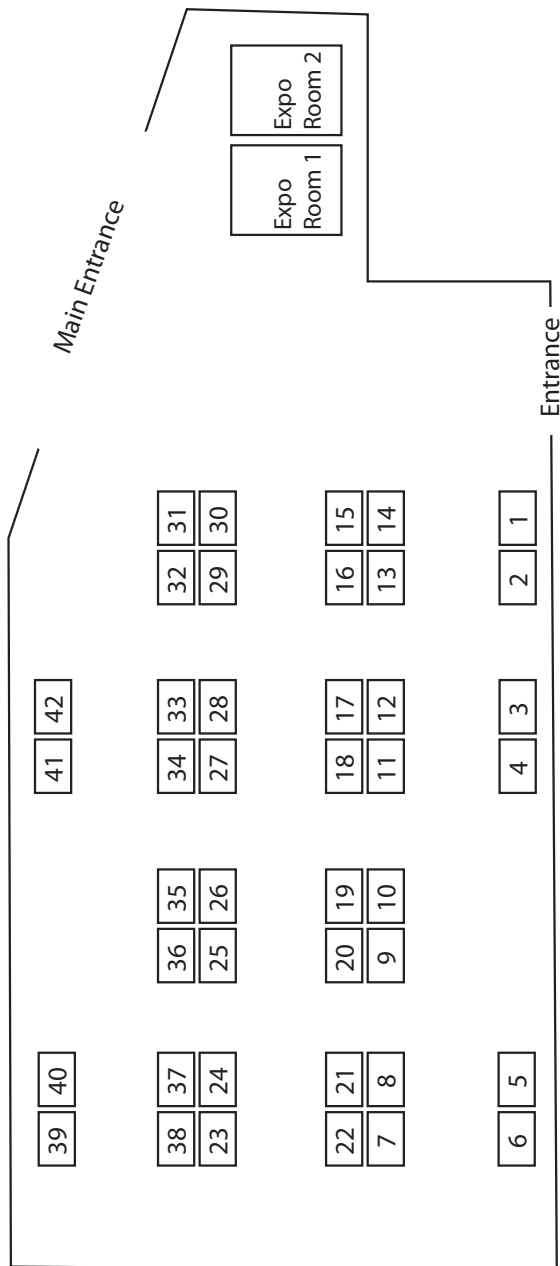 39 40 41 42
Main Entrance
38 37 36 35 34 33 32 31
23 24 25 26 27 28 29 30
Expo
Room 1
Expo
Room 2
22 21 20 19 18 17 16 15
7 8 9 10 11 12 13 14
6 5 4 3 2 1
Entrance